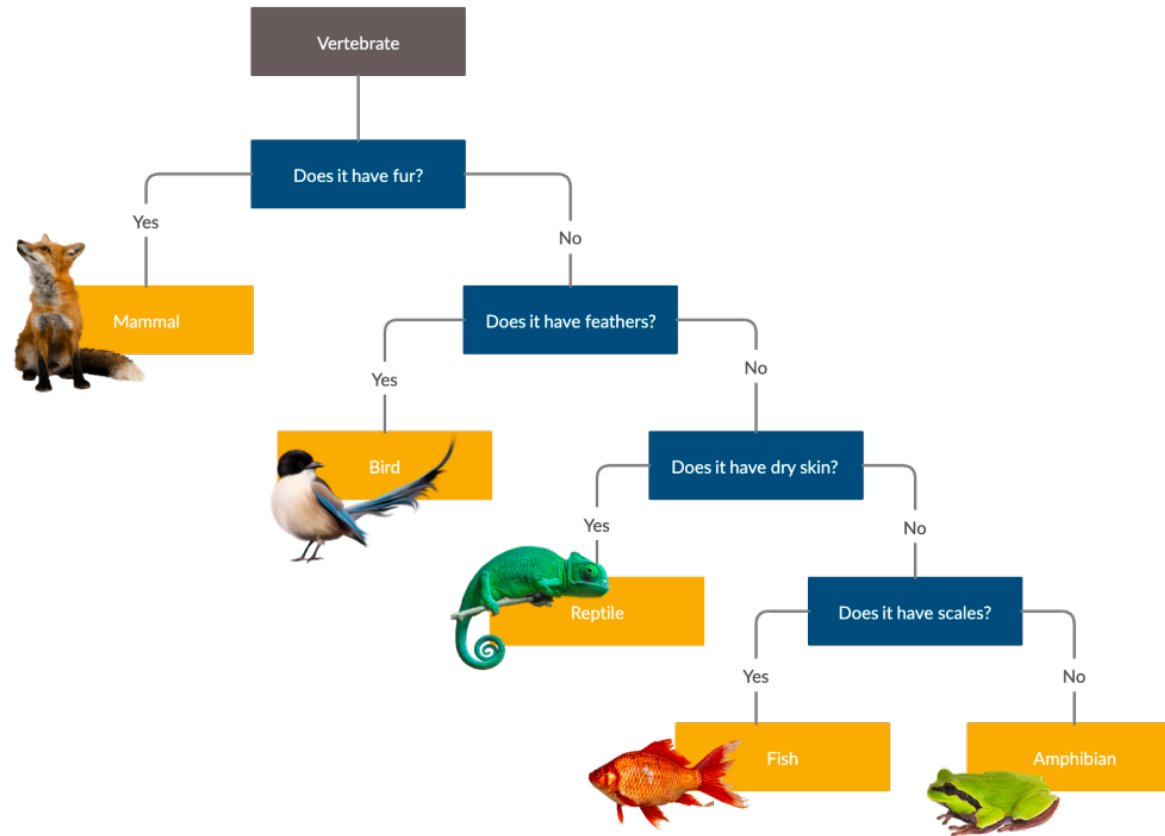 Vertebrate
Does it have fur?
Yes
No
Mammal
Does it have feathers?
Yes
No
Bird
Does it have dry skin?
Yes
No
Reptile
Does it have scales?
Yes
No
Fish
Amphibian